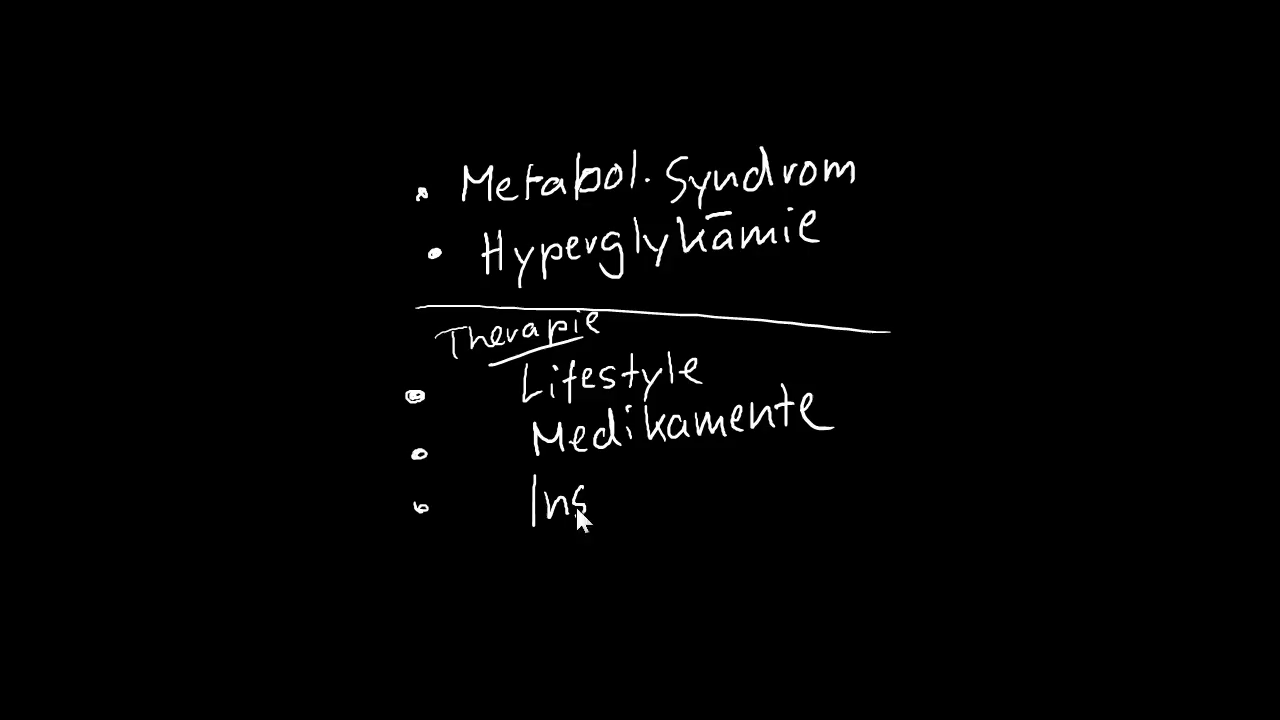 Metabol. Syndrom
Hyperglykämie
Therapie
Lifestyle
Medikamente
Ins